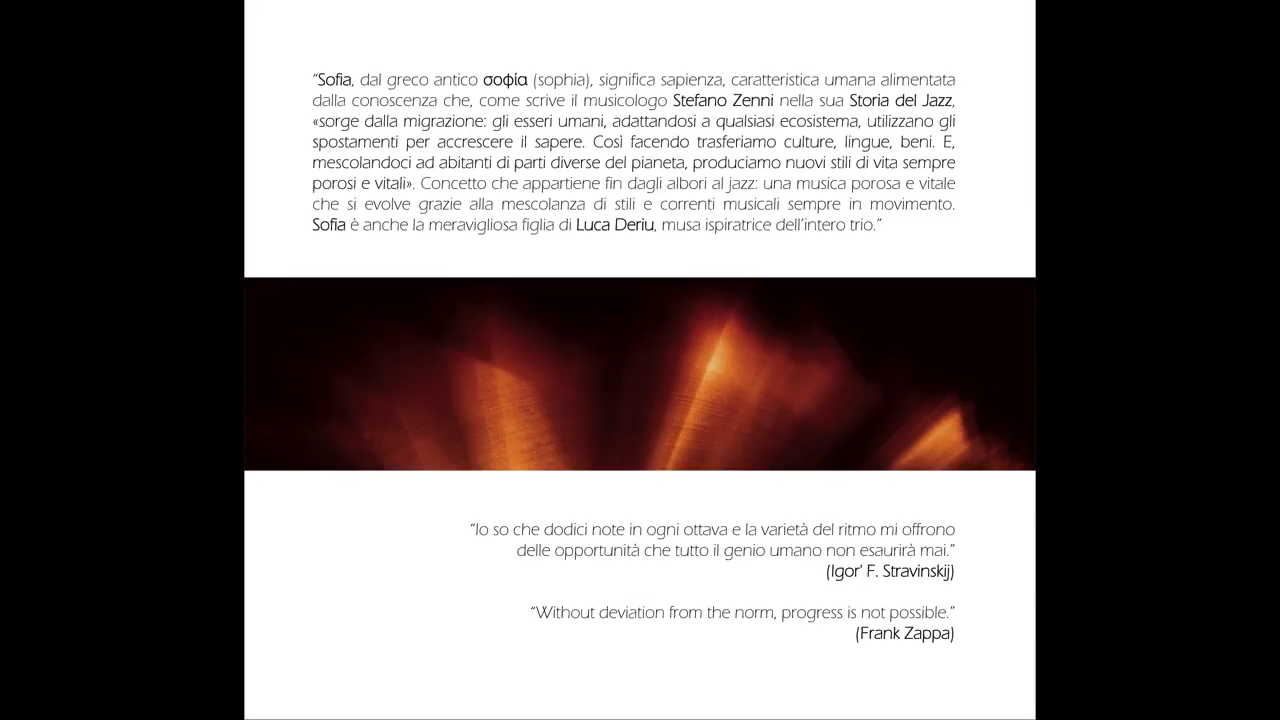 “Sofia, dal greco antico σοφία (sophia), significa sapienza, caratteristica umana alimentata
dalla conoscenza che, come scrive il musicologo Stefano Zenni nella sua Storia del Jazz,
«sorge dalla migrazione: gli esseri umani, adattandosi a qualsiasi ecosistema, utilizzano gli
spostamenti per accrescere il sapere. Così facendo trasferiamo culture, lingue, beni. E,
mescolandoci ad abitanti di parti diverse del pianeta, produciamo nuovi stili di vita sempre
porosi e vitali». Concetto che appartiene fin dagli albori al jazz: una musica porosa e vitale
che si evolve grazie alla mescolanza di stili e correnti musicali sempre in movimento.
Sofia è anche la meravigliosa figlia di Luca Deriu, musa ispiratrice dell’intero trio.”
“Io so che dodici note in ogni ottava e la varietà del ritmo mi offrono
delle opportunità che tutto il genio umano non esaurirà mai.”
(Igor' F. Stravinskij)
“Without deviation from the norm, progress is not possible.”
(Frank Zappa)